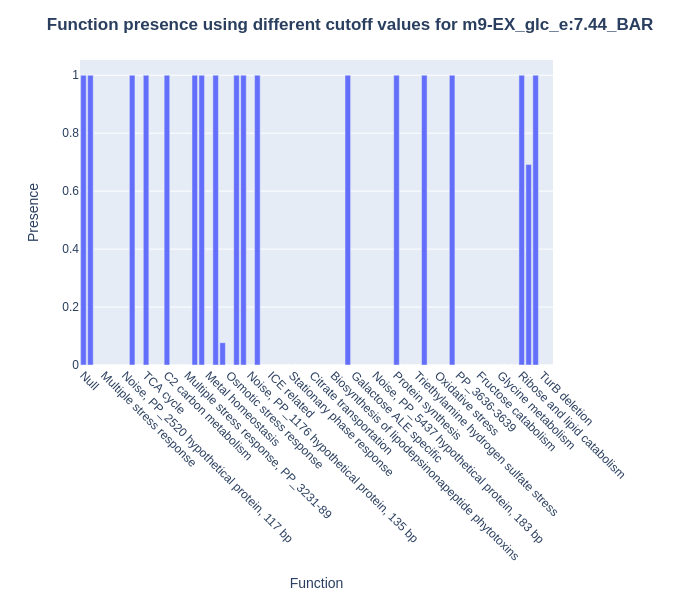 Function presence using different cutoff values for m9-EX_glc_e:7.44_BAR
1
0.8
0.6
0.4
0.2
0
Presence
Null
Multiple stress response
Noise, PP_2520 hypothetical protein, 117 bp
TCA cycle
C2 carbon metabolism
Multiple stress response, PP_3231-89
Metal homeostasis
Osmotic stress response
Noise, PP_1176 hypothetical protein, 135 bp
ICE related
Stationary phase response
Citrate transportation
Biosynthesis of lipodepsinonapeptide phytotoxins
Galactose ALE specific
Noise, PP_5437 hypothetical protein, 183 bp
Protein synthesis
Triethylamine hydrogen sulfate stress
Oxidative stress
PP_3636-3639
Fructose catabolism
Glycine metabolism
Ribose and lipid catabolism
TurB deletion
Function